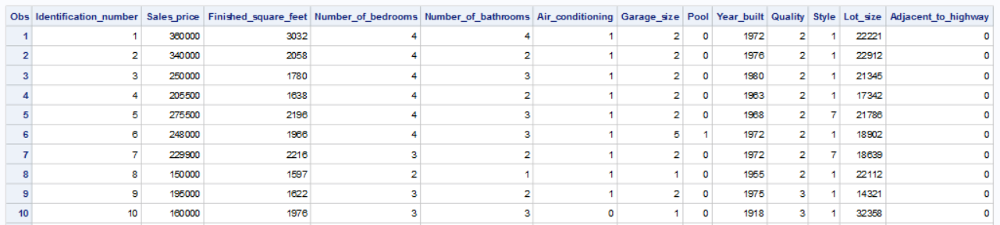 Obs Identification_number Sales_price Finished_square_feet Number_of_bedrooms Number_of_bathrooms Air_conditioning Garage_size Pool Year_built Quality Style Lot_size Adjacent_to_highway
1 1 360000 3032 4 4 1 2 0 1972 2 1 22221 0
2 2 340000 2058 4 2 1 2 0 1976 2 1 22912 0
3 3 250000 1780 4 3 1 2 0 1980 2 1 21345 0
4 4 205500 1638 4 2 1 2 0 1963 2 1 17342 0
5 5 275500 2196 4 3 1 2 0 1968 2 7 21786 0
6 6 248000 1966 4 3 1 5 1 1972 2 1 18902 0
7 7 229900 2216 3 2 1 2 0 1972 2 7 18639 0
8 8 150000 1597 2 1 1 1 0 1955 2 1 22112 0
9 9 195000 1622 3 2 1 2 0 1975 3 1 14321 0
10 10 160000 1976 3 3 0 1 0 1918 3 1 32358 0